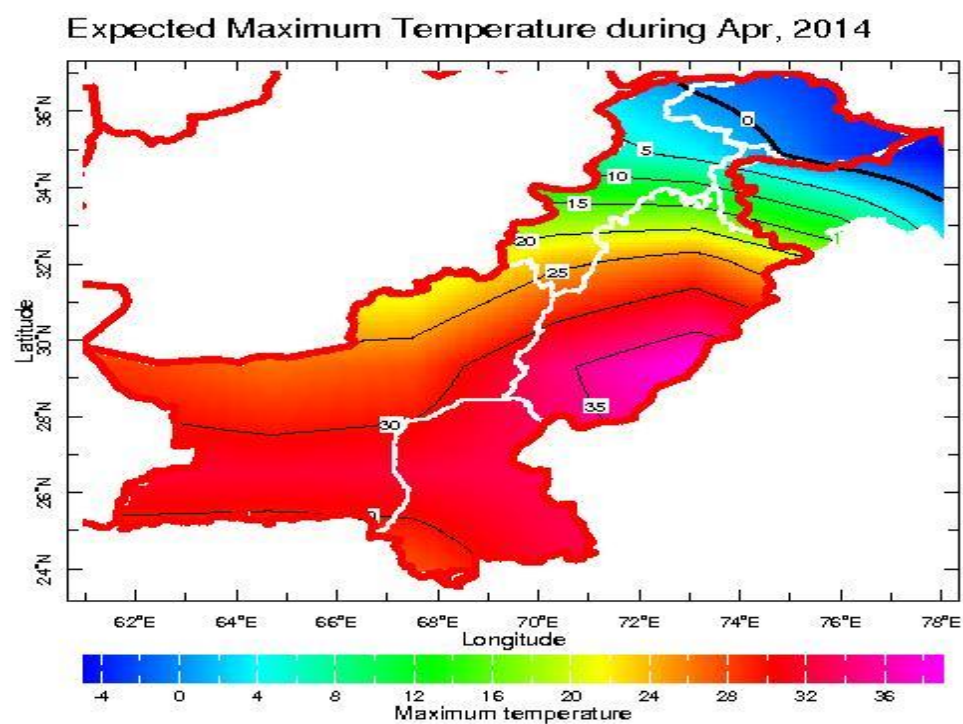 Expected Maximum Temperature during Apr, 2014
36°N
34°N
32°N
30°N
28°N
26°N
24°N
Latitude
0
5
10
15
20
25
30
35
62°E 64°E 66°E 68°E 70°E 72°E 74°E 76°E 78°E
Longitude
-4 0 4 8 12 16 20 24 28 32 36
Maximum temperature